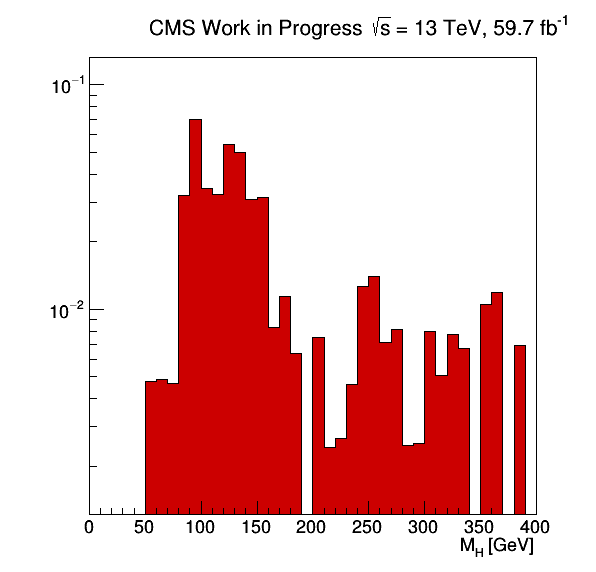 CMS Work in Progress √s = 13 TeV, 59.7 fb⁻¹
10⁻¹
10⁻²
0 50 100 150 200 250 300 350 400
M_H [GeV]